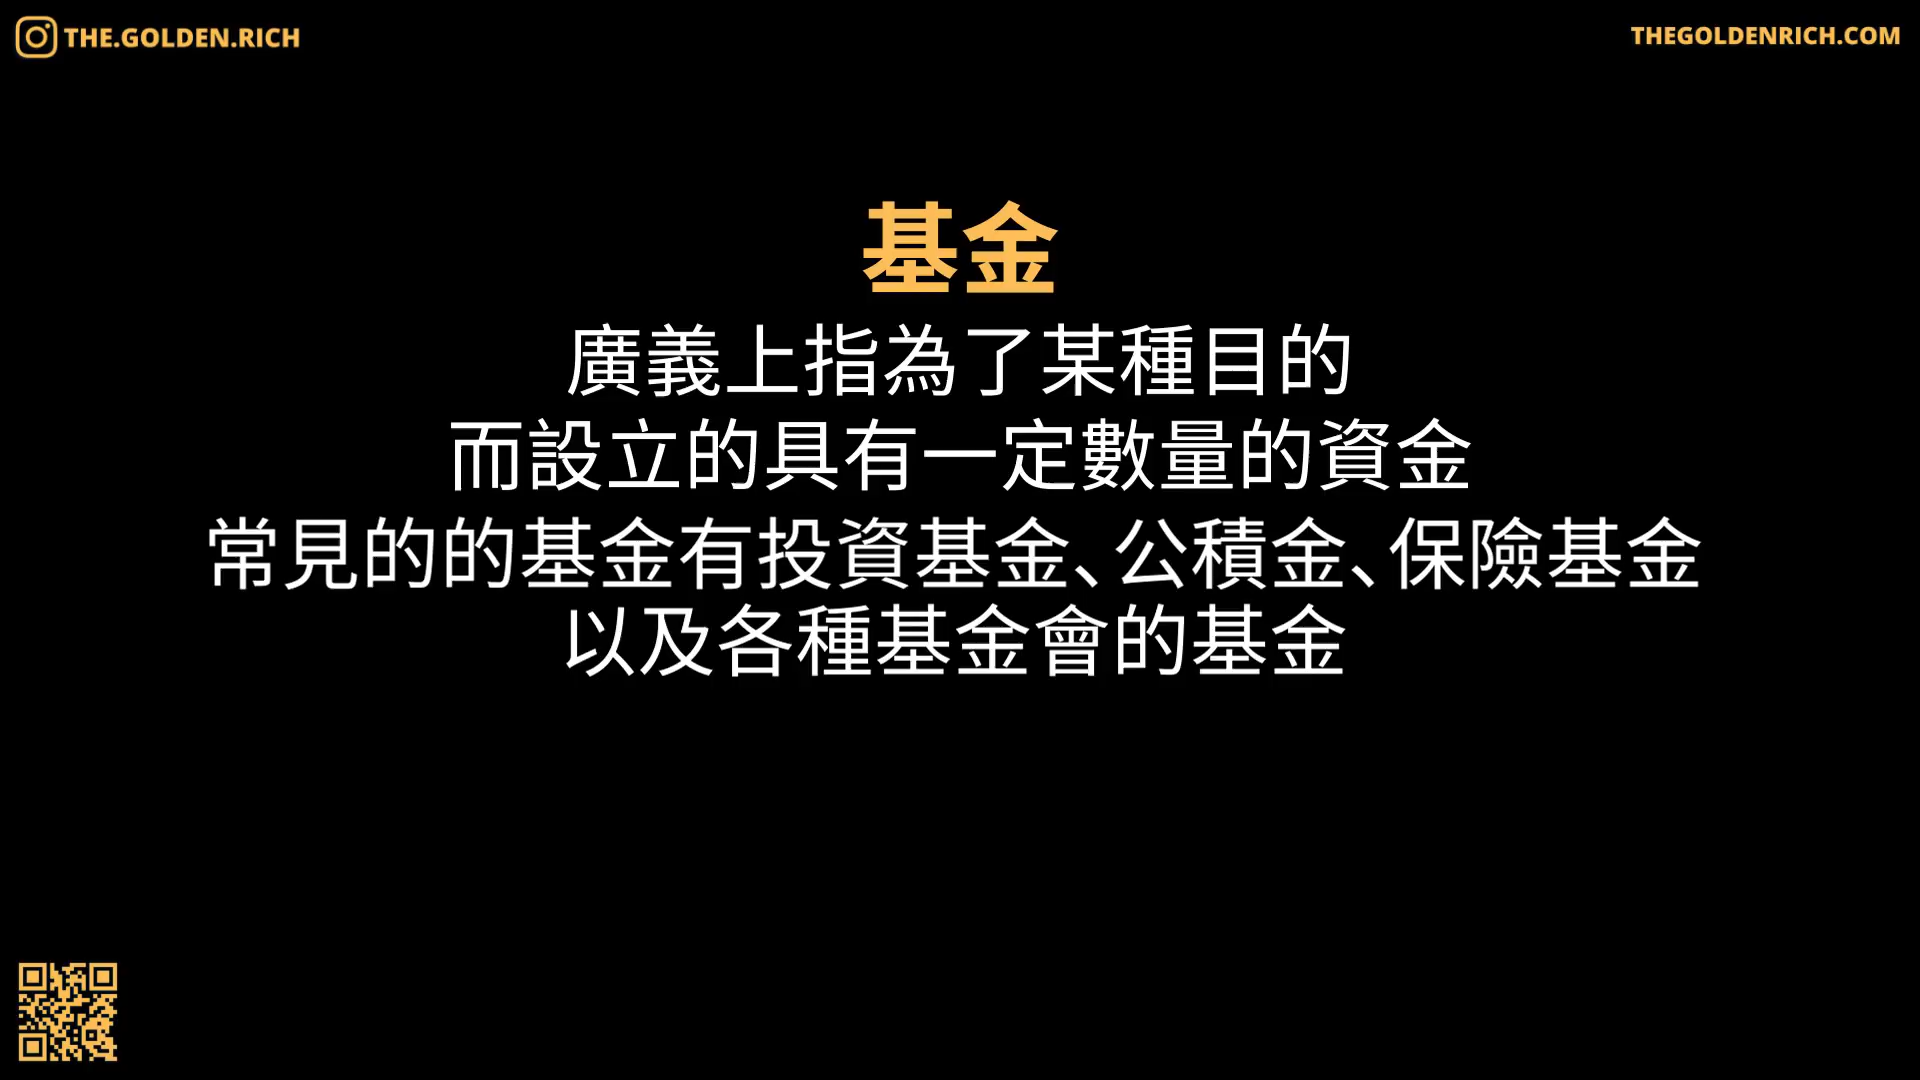 THE.GOLDEN.RICH
THEGOLDENRICH.COM
基金
廣義上指為了某種目的
而設立的具有一定數量的資金
常見的的基金有投資基金、公積金、保險基金
以及各種基金會的基金